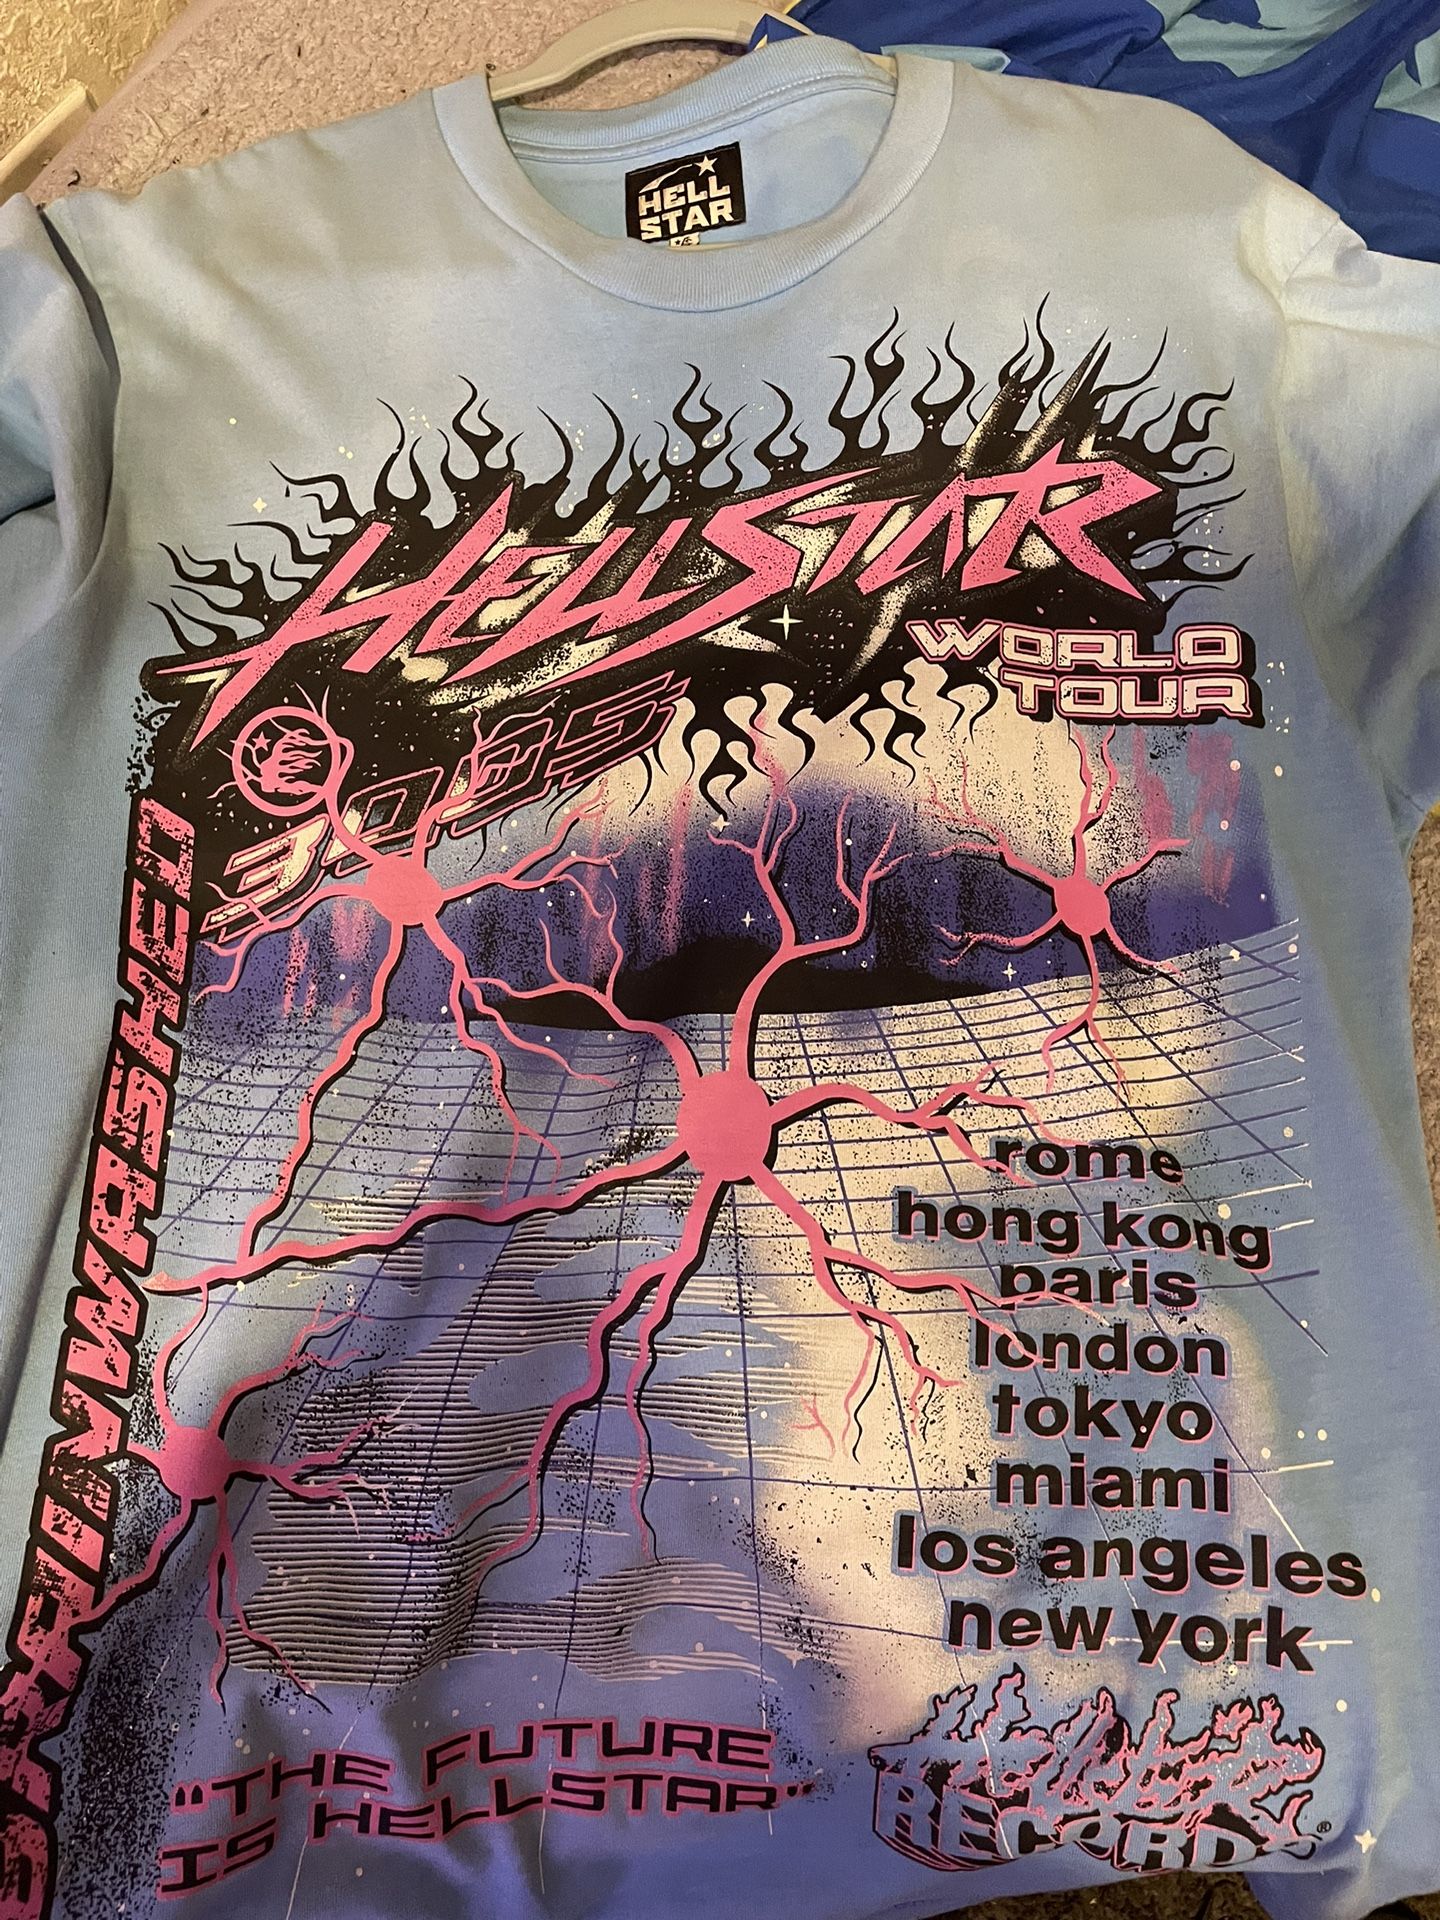 HELL
STAR
HELLSTAR
WORLD
TOUR
BRAINWASHED
rome
hong kong
paris
london
tokyo
miami
los angeles
new york
"THE FUTURE
IS HELLSTAR"
RECORDS®